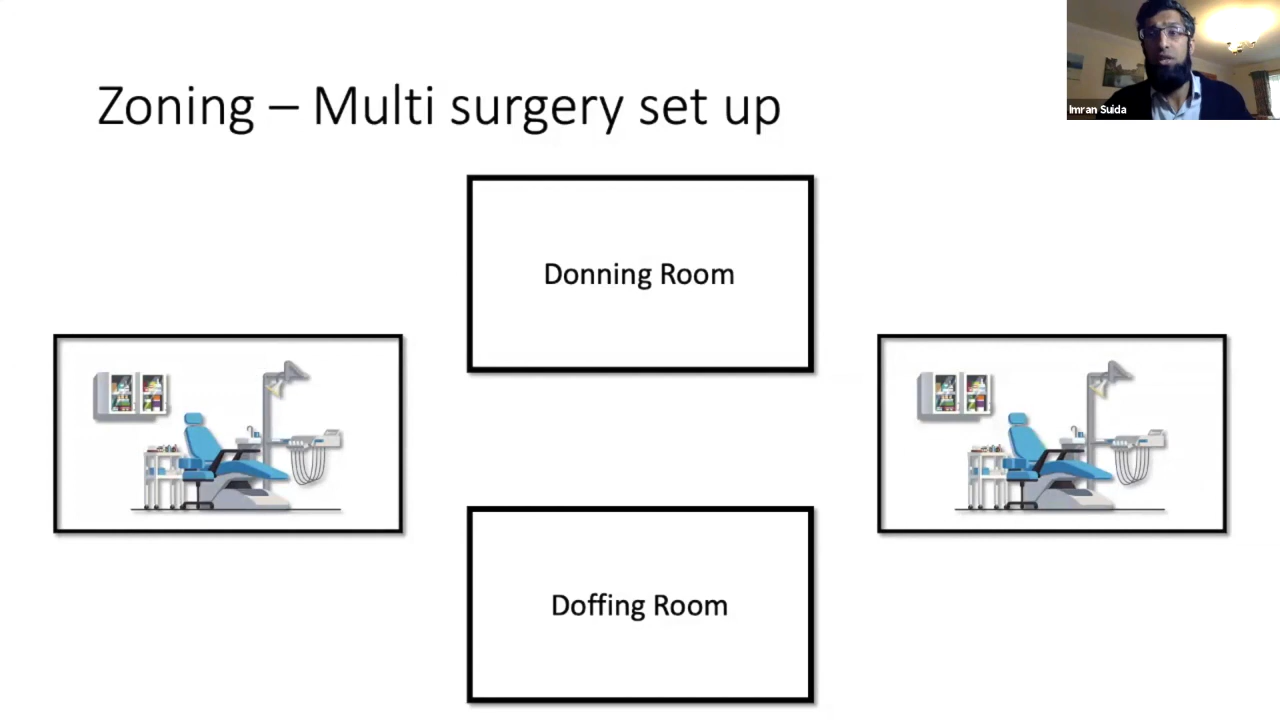 Imran Suida
Zoning – Multi surgery set up
Donning Room
Doffing Room